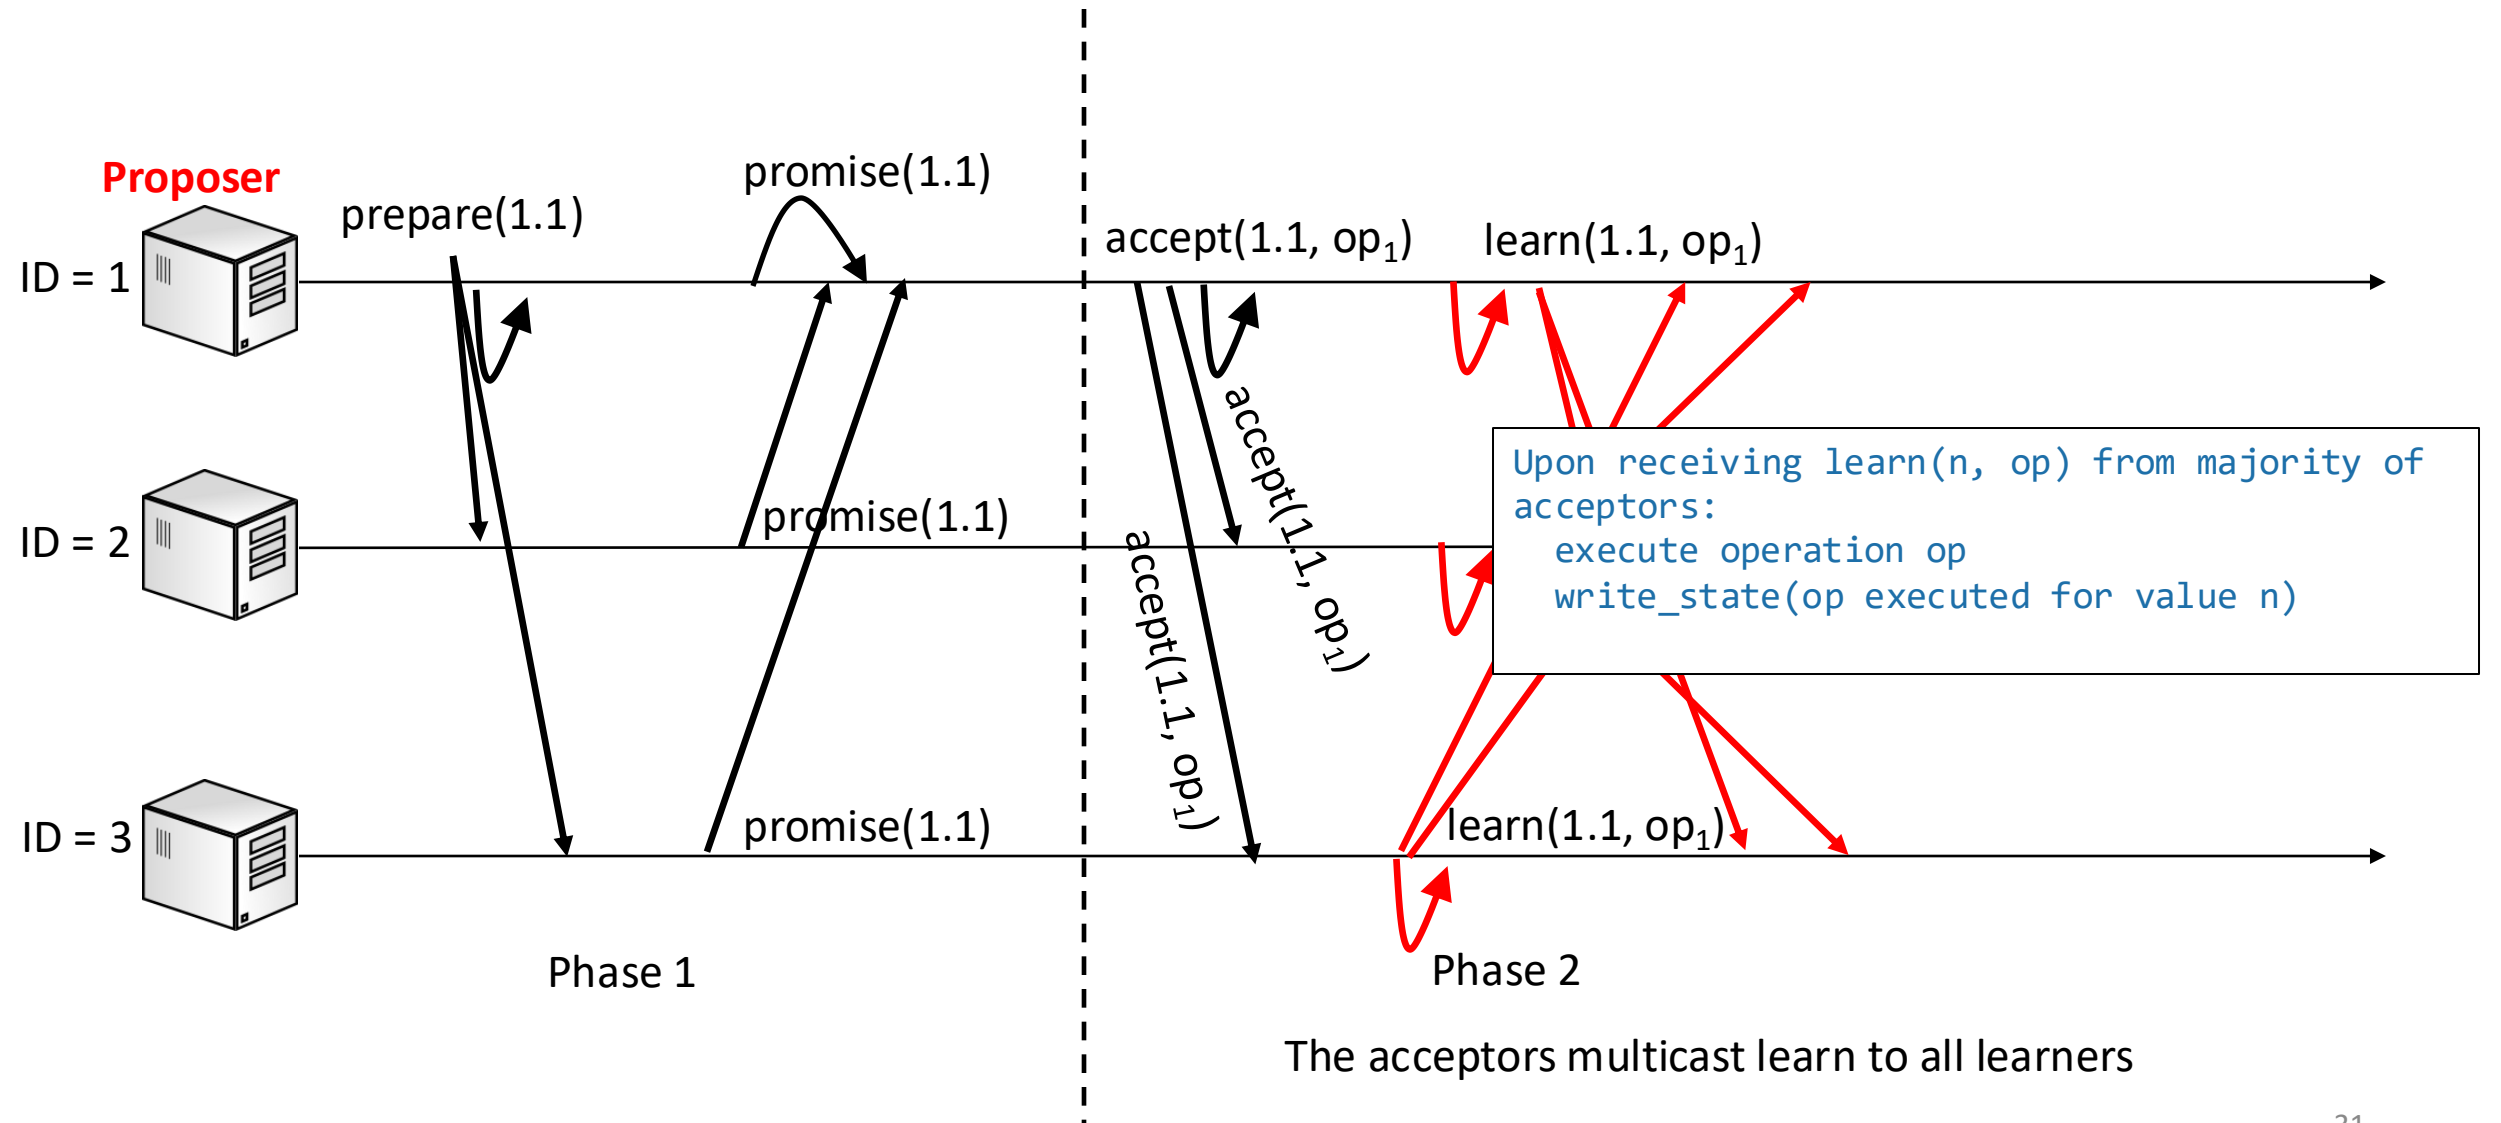 promise(1.1)
Proposer
prepare(1.1)
accept(1.1, op₁)
learn(1.1, op₁)
ID = 1
accept(1.1, op₁)
Upon receiving learn(n, op) from majority of
acceptors:
execute operation op
write_state(op executed for value n)
promise(1.1)
ID = 2
accept(1.1, op₁)
promise(1.1)
learn(1.1, op₁)
ID = 3
Phase 1
Phase 2
The acceptors multicast learn to all learners